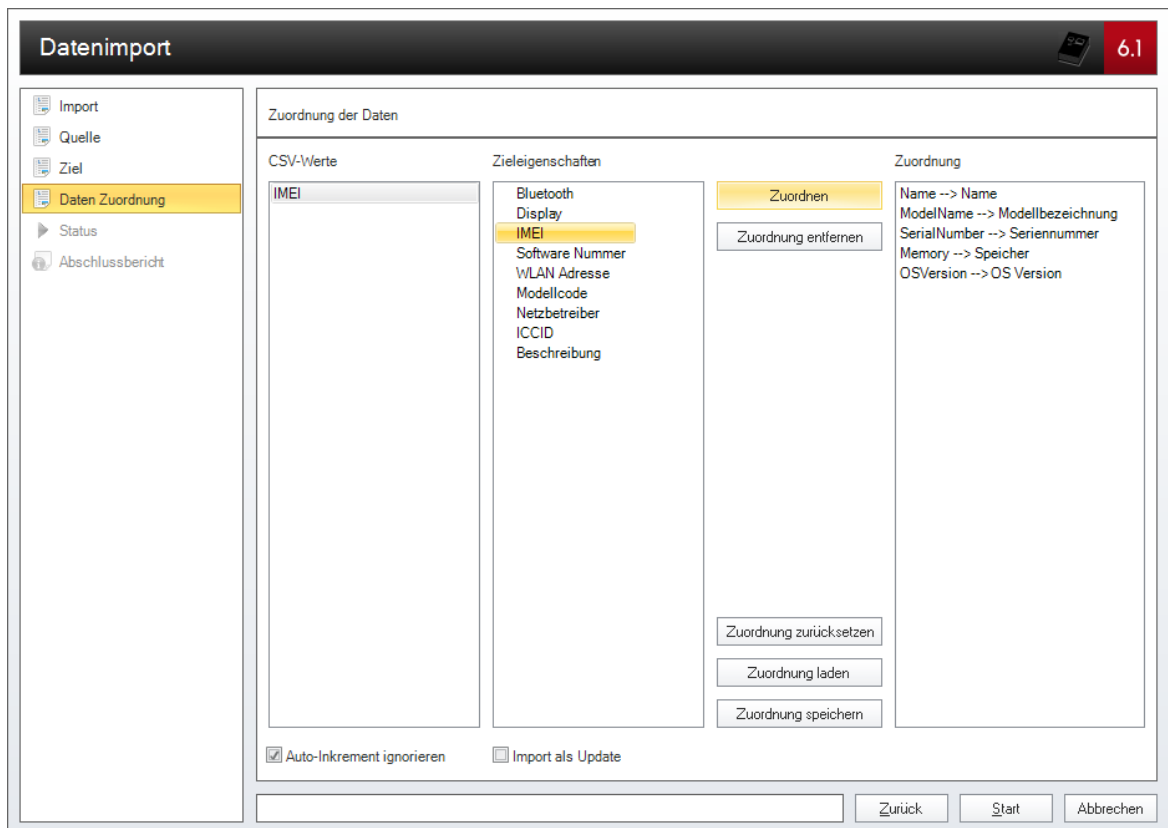 Datenimport
6.1
Import
Quelle
Ziel
Daten Zuordnung
Status
Abschlussbericht
Zuordnung der Daten
CSV-Werte
IMEI
Zieleigenschaften
Bluetooth
Display
IMEI
Software Nummer
WLAN Adresse
Modellcode
Netzbetreiber
ICCID
Beschreibung
Zuordnen
Zuordnung entfernen
Zuordnung zurücksetzen
Zuordnung laden
Zuordnung speichern
Zuordnung
Name --> Name
ModelName --> Modellbezeichnung
SerialNumber --> Seriennummer
Memory --> Speicher
OSVersion --> OS Version
Auto-Inkrement ignorieren
Import als Update
Zurück
Start
Abbrechen